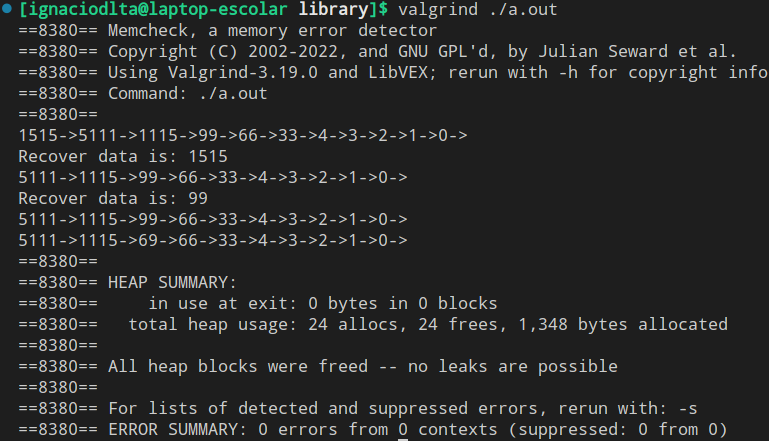 [ignaciodlta@laptop-escolar library]$ valgrind ./a.out
==8380== Memcheck, a memory error detector
==8380== Copyright (C) 2002-2022, and GNU GPL'd, by Julian Seward et al.
==8380== Using Valgrind-3.19.0 and LibVEX; rerun with -h for copyright info
==8380== Command: ./a.out
==8380==
1515->5111->1115->99->66->33->4->3->2->1->0->
Recover data is: 1515
5111->1115->99->66->33->4->3->2->1->0->
Recover data is: 99
5111->1115->99->66->33->4->3->2->1->0->
5111->1115->69->66->33->4->3->2->1->0->
==8380==
==8380== HEAP SUMMARY:
==8380==     in use at exit: 0 bytes in 0 blocks
==8380==   total heap usage: 24 allocs, 24 frees, 1,348 bytes allocated
==8380==
==8380== All heap blocks were freed -- no leaks are possible
==8380==
==8380== For lists of detected and suppressed errors, rerun with: -s
==8380== ERROR SUMMARY: 0 errors from 0 contexts (suppressed: 0 from 0)